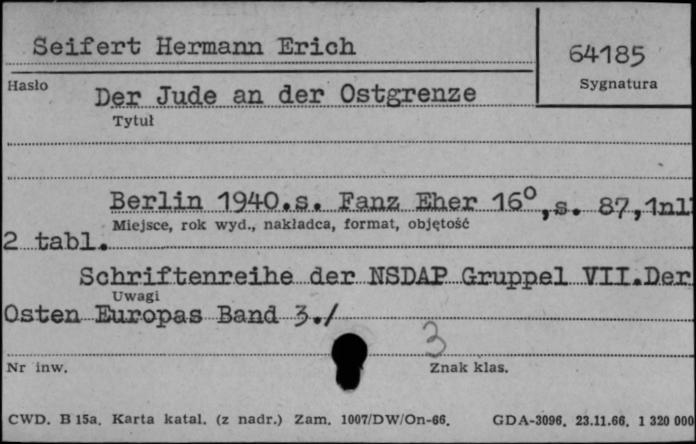 Seifert Hermann Erich
64185
Sygnatura
Hasło
Der Jude an der Ostgrenze
Tytuł
Berlin 1940.s. Fanz Eher 16°,s. 87,1nll
Miejsce, rok wyd., nakładca, format, objętość
2 tabl.
Schriftenreihe der NSDAP Gruppel VII.Der
Uwagi
Osten Europas Band 3./
3
Nr inw.
Znak klas.
CWD. B 15a. Karta katal. (z nadr.) Zam. 1007/DW/On-66. GDA-3096. 23.11.66. 1 320 000